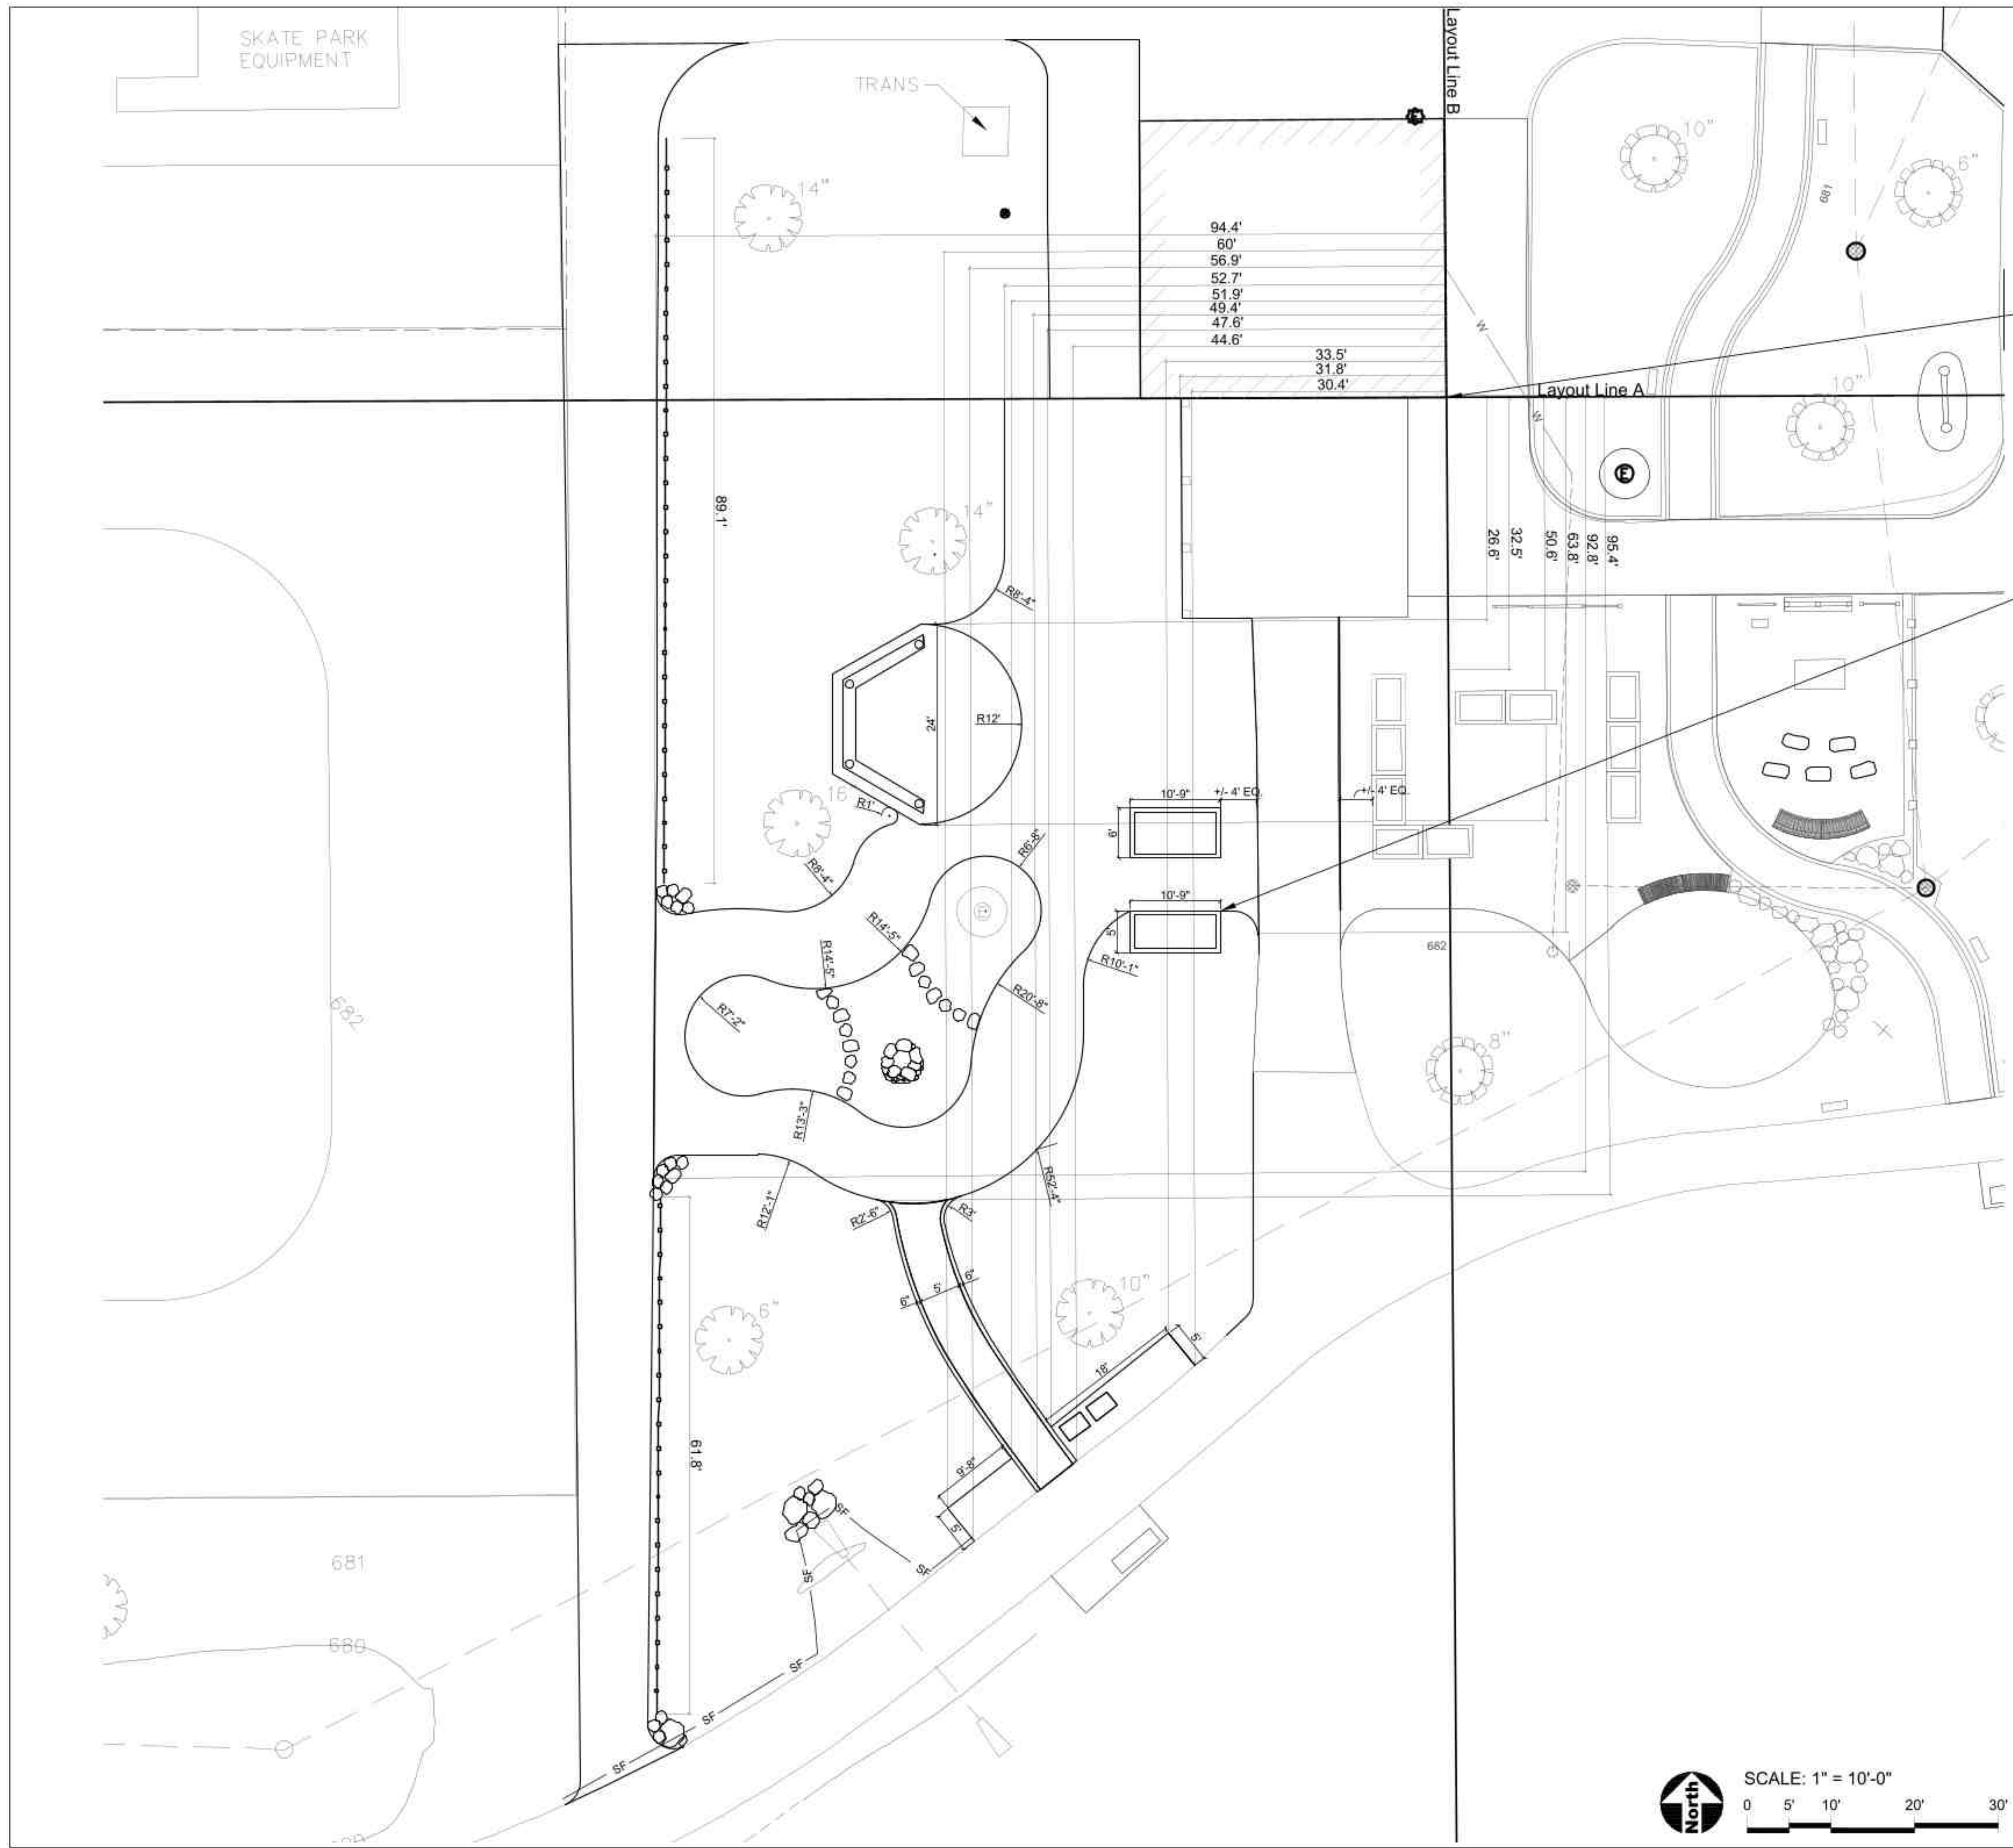 SKATE PARK
EQUIPMENT
TRANS
Layout Line B
E
10"
6"
681
14"
94.4'
60'
56.9'
52.7'
51.9'
49.4'
47.6'
44.6'
33.5'
31.8'
30.4'
W
Layout Line A
10"
W
E
89.1'
14"
26.6'
32.5'
50.6'
63.8'
92.8'
95.4'
R8'-4"
24'
R12'
16
R1'
10'-9"
+/- 4' EQ.
+/- 4' EQ.
6'
R8'-4"
R6'-8"
10'-9"
5'
R14'-5"
R14'-5"
R10'-1"
682
682
R7'-2"
R20'-8"
8"
R13'-3"
R12'-1"
R52'-4"
R2'-6"
R3'
6"
5'
6"
10"
6"
61.8'
18'
5'
9'-8"
5'
SF
SF
SF
SF
SF
SF
681
680
North
SCALE: 1" = 10'-0"
0 5' 10' 20' 30'